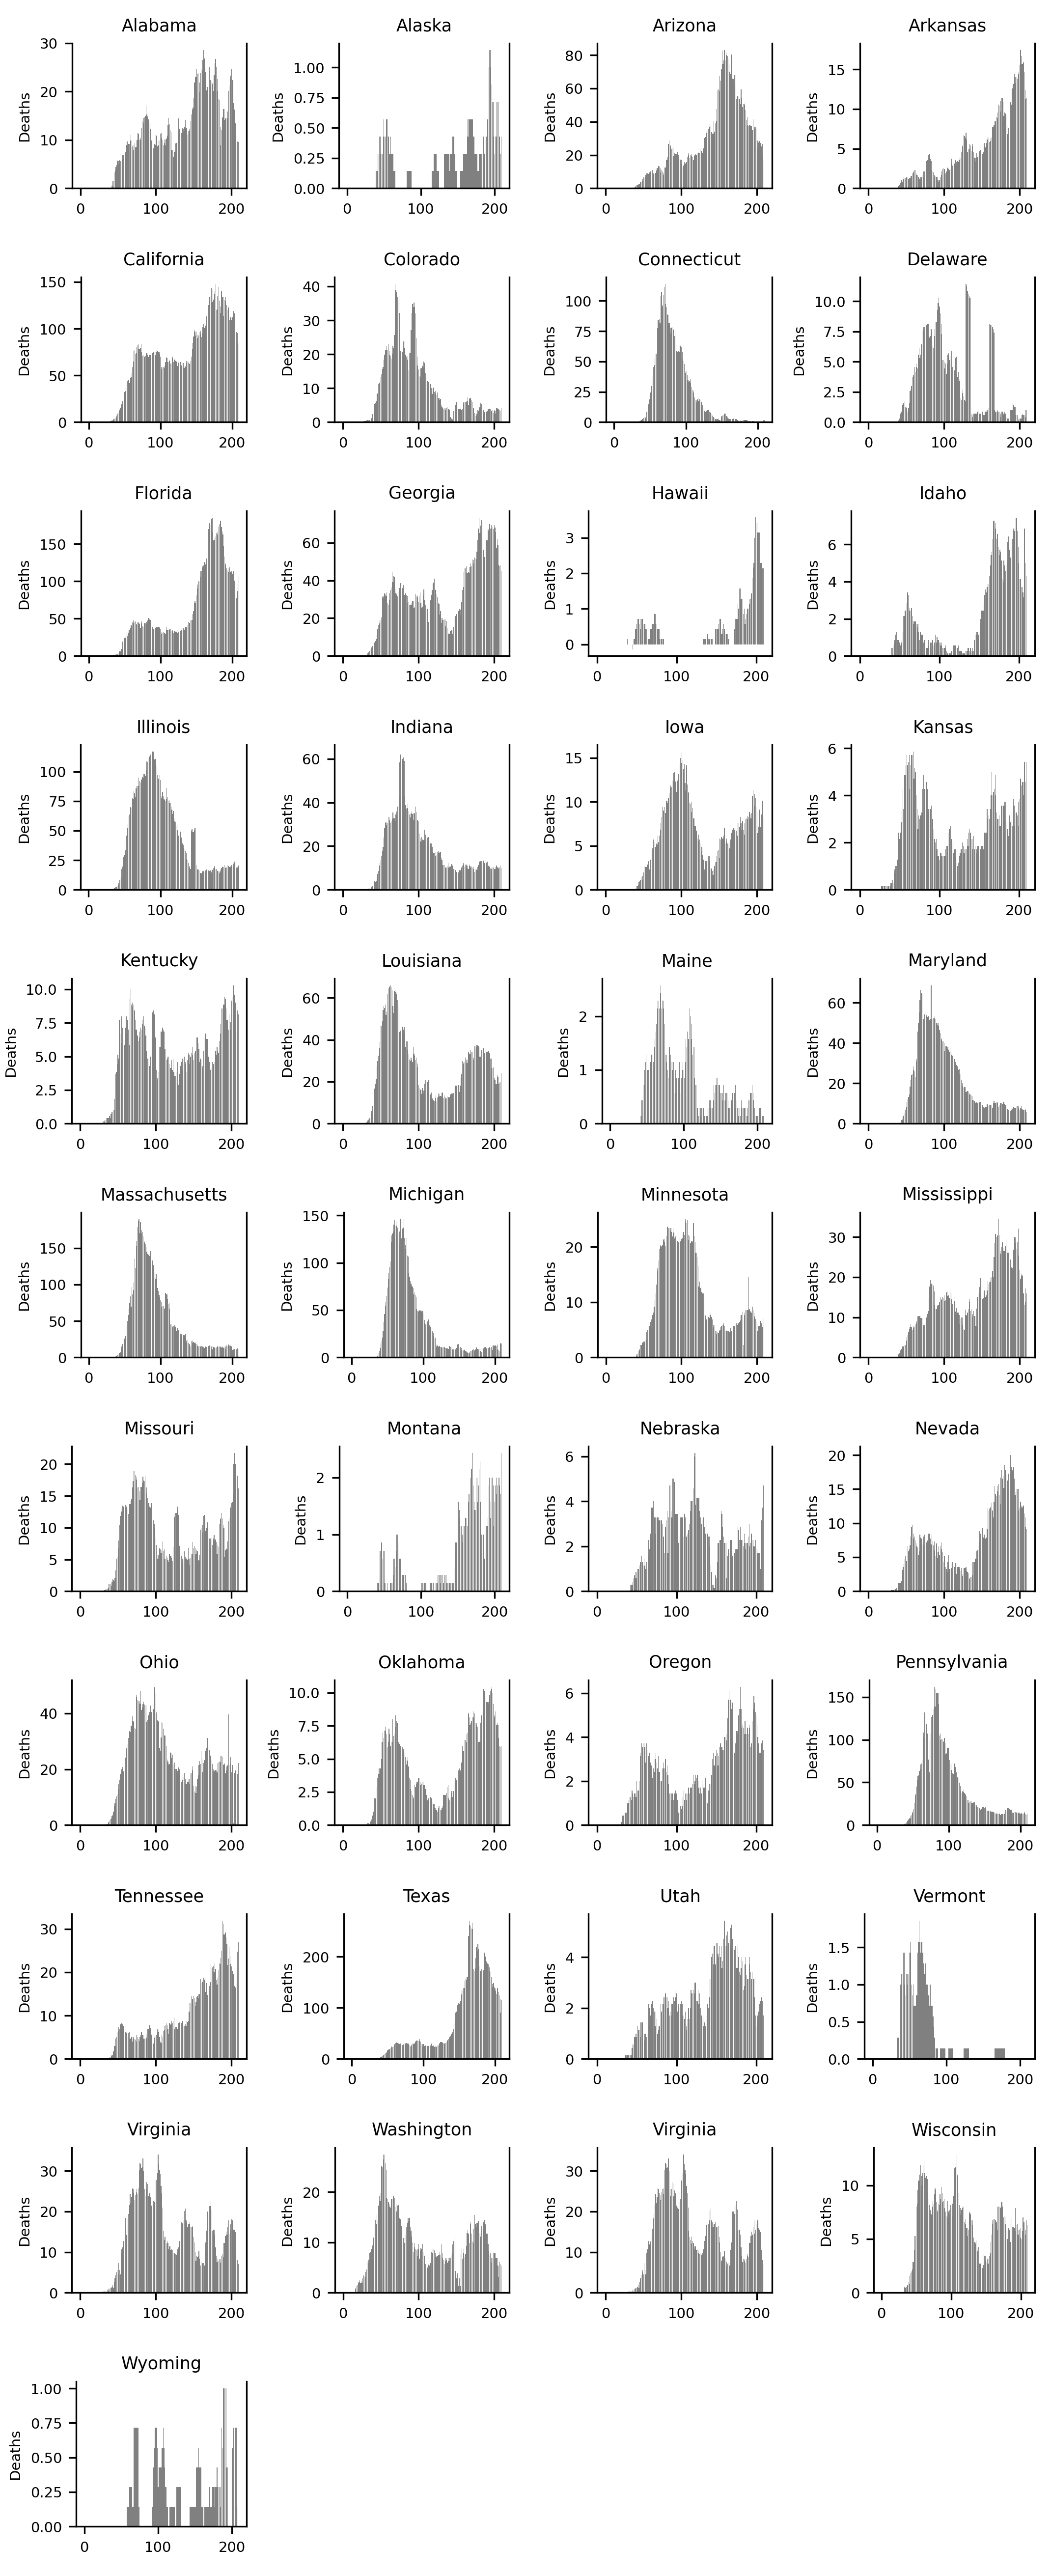 Alabama Alaska Arizona Arkansas
30
20
10
0
Deaths
0 100 200
1.00
0.75
0.50
0.25
0.00
Deaths
0 100 200
80
60
40
20
0
Deaths
0 100 200
15
10
5
0
Deaths
0 100 200
California Colorado Connecticut Delaware
150
100
50
0
Deaths
0 100 200
40
30
20
10
0
Deaths
0 100 200
100
75
50
25
0
Deaths
0 100 200
10.0
7.5
5.0
2.5
0.0
Deaths
0 100 200
Florida Georgia Hawaii Idaho
150
100
50
0
Deaths
0 100 200
60
40
20
0
Deaths
0 100 200
3
2
1
0
Deaths
0 100 200
6
4
2
0
Deaths
0 100 200
Illinois Indiana Iowa Kansas
100
75
50
25
0
Deaths
0 100 200
60
40
20
0
Deaths
0 100 200
15
10
5
0
Deaths
0 100 200
6
4
2
0
Deaths
0 100 200
Kentucky Louisiana Maine Maryland
10.0
7.5
5.0
2.5
0.0
Deaths
0 100 200
60
40
20
0
Deaths
0 100 200
2
1
0
Deaths
0 100 200
60
40
20
0
Deaths
0 100 200
Massachusetts Michigan Minnesota Mississippi
150
100
50
0
Deaths
0 100 200
150
100
50
0
Deaths
0 100 200
20
10
0
Deaths
0 100 200
30
20
10
0
Deaths
0 100 200
Missouri Montana Nebraska Nevada
20
15
10
5
0
Deaths
0 100 200
2
1
0
Deaths
0 100 200
6
4
2
0
Deaths
0 100 200
20
15
10
5
0
Deaths
0 100 200
Ohio Oklahoma Oregon Pennsylvania
40
20
0
Deaths
0 100 200
10.0
7.5
5.0
2.5
0.0
Deaths
0 100 200
6
4
2
0
Deaths
0 100 200
150
100
50
0
Deaths
0 100 200
Tennessee Texas Utah Vermont
30
20
10
0
Deaths
0 100 200
200
100
0
Deaths
0 100 200
4
2
0
Deaths
0 100 200
1.5
1.0
0.5
0.0
Deaths
0 100 200
Virginia Washington Virginia Wisconsin
30
20
10
0
Deaths
0 100 200
20
10
0
Deaths
0 100 200
30
20
10
0
Deaths
0 100 200
10
5
0
Deaths
0 100 200
Wyoming
1.00
0.75
0.50
0.25
0.00
Deaths
0 100 200